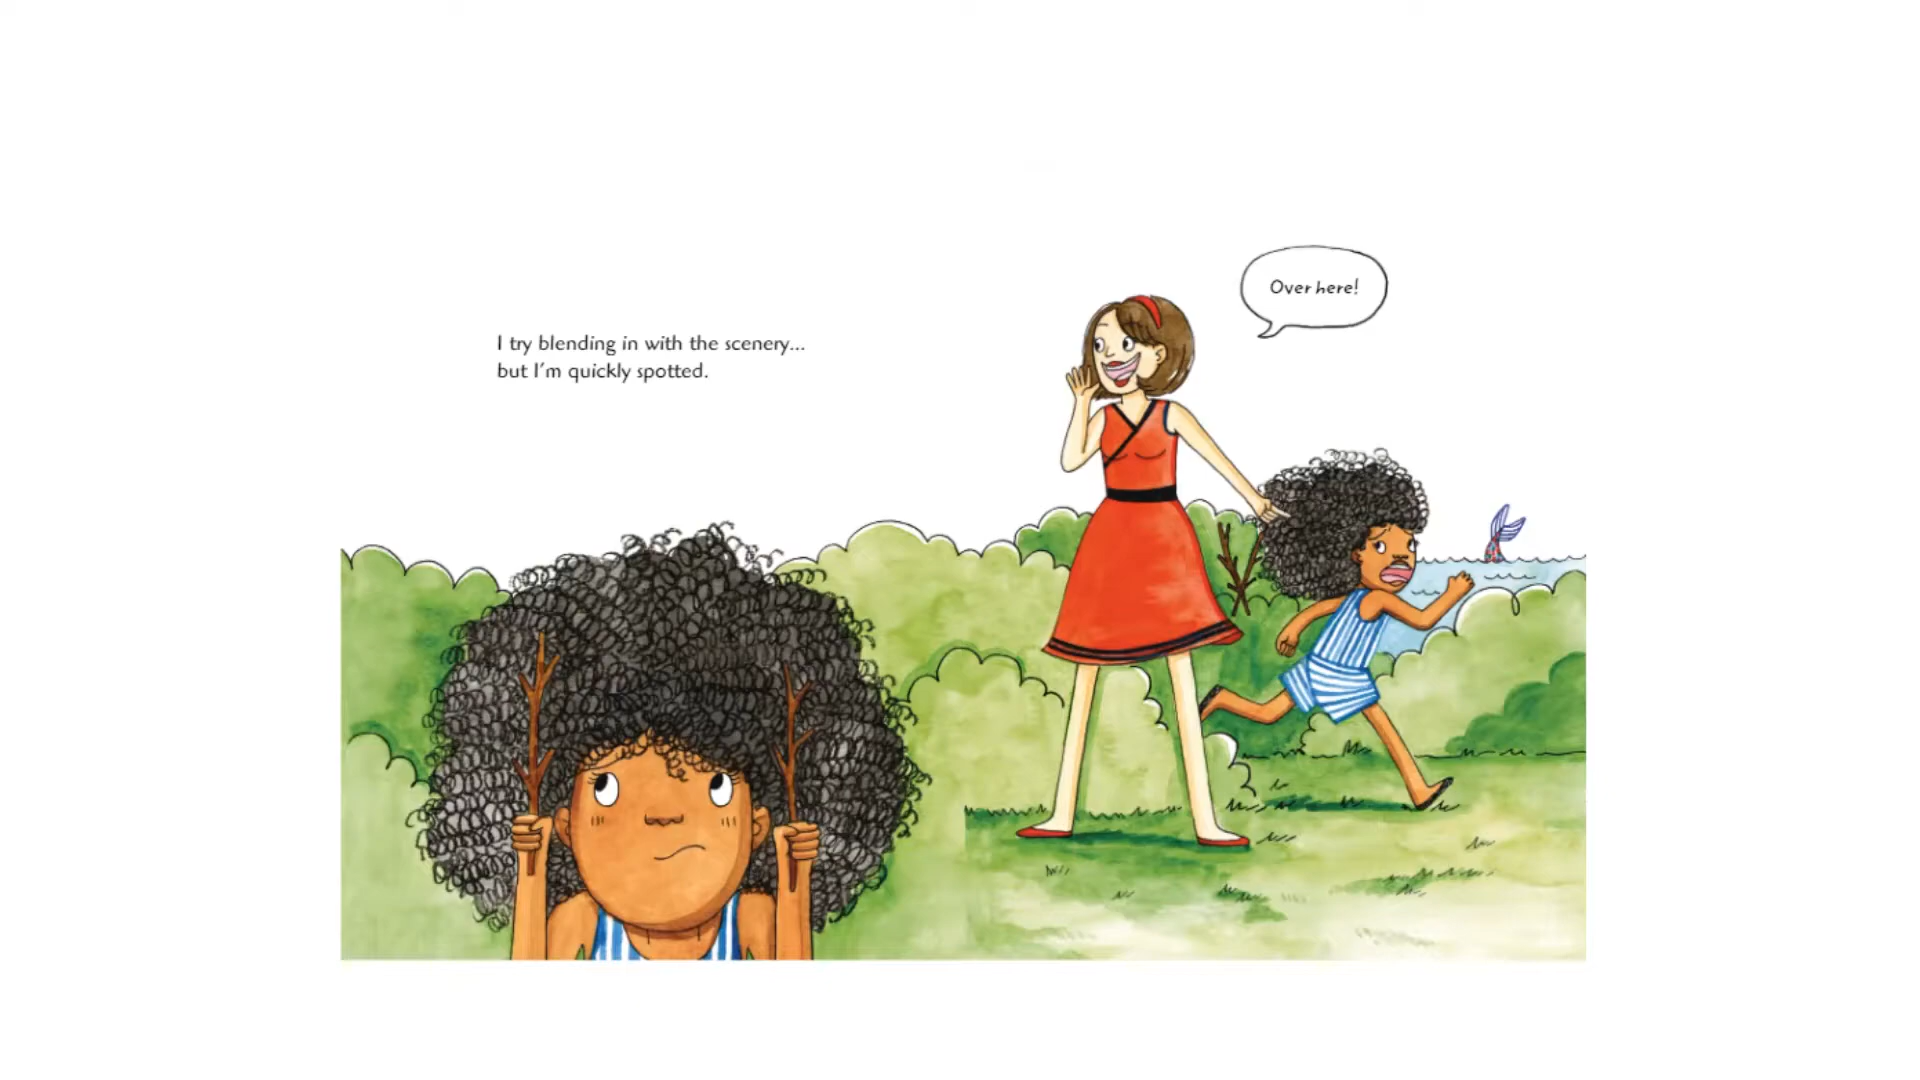 I try blending in with the scenery...
but I'm quickly spotted.
Over here!